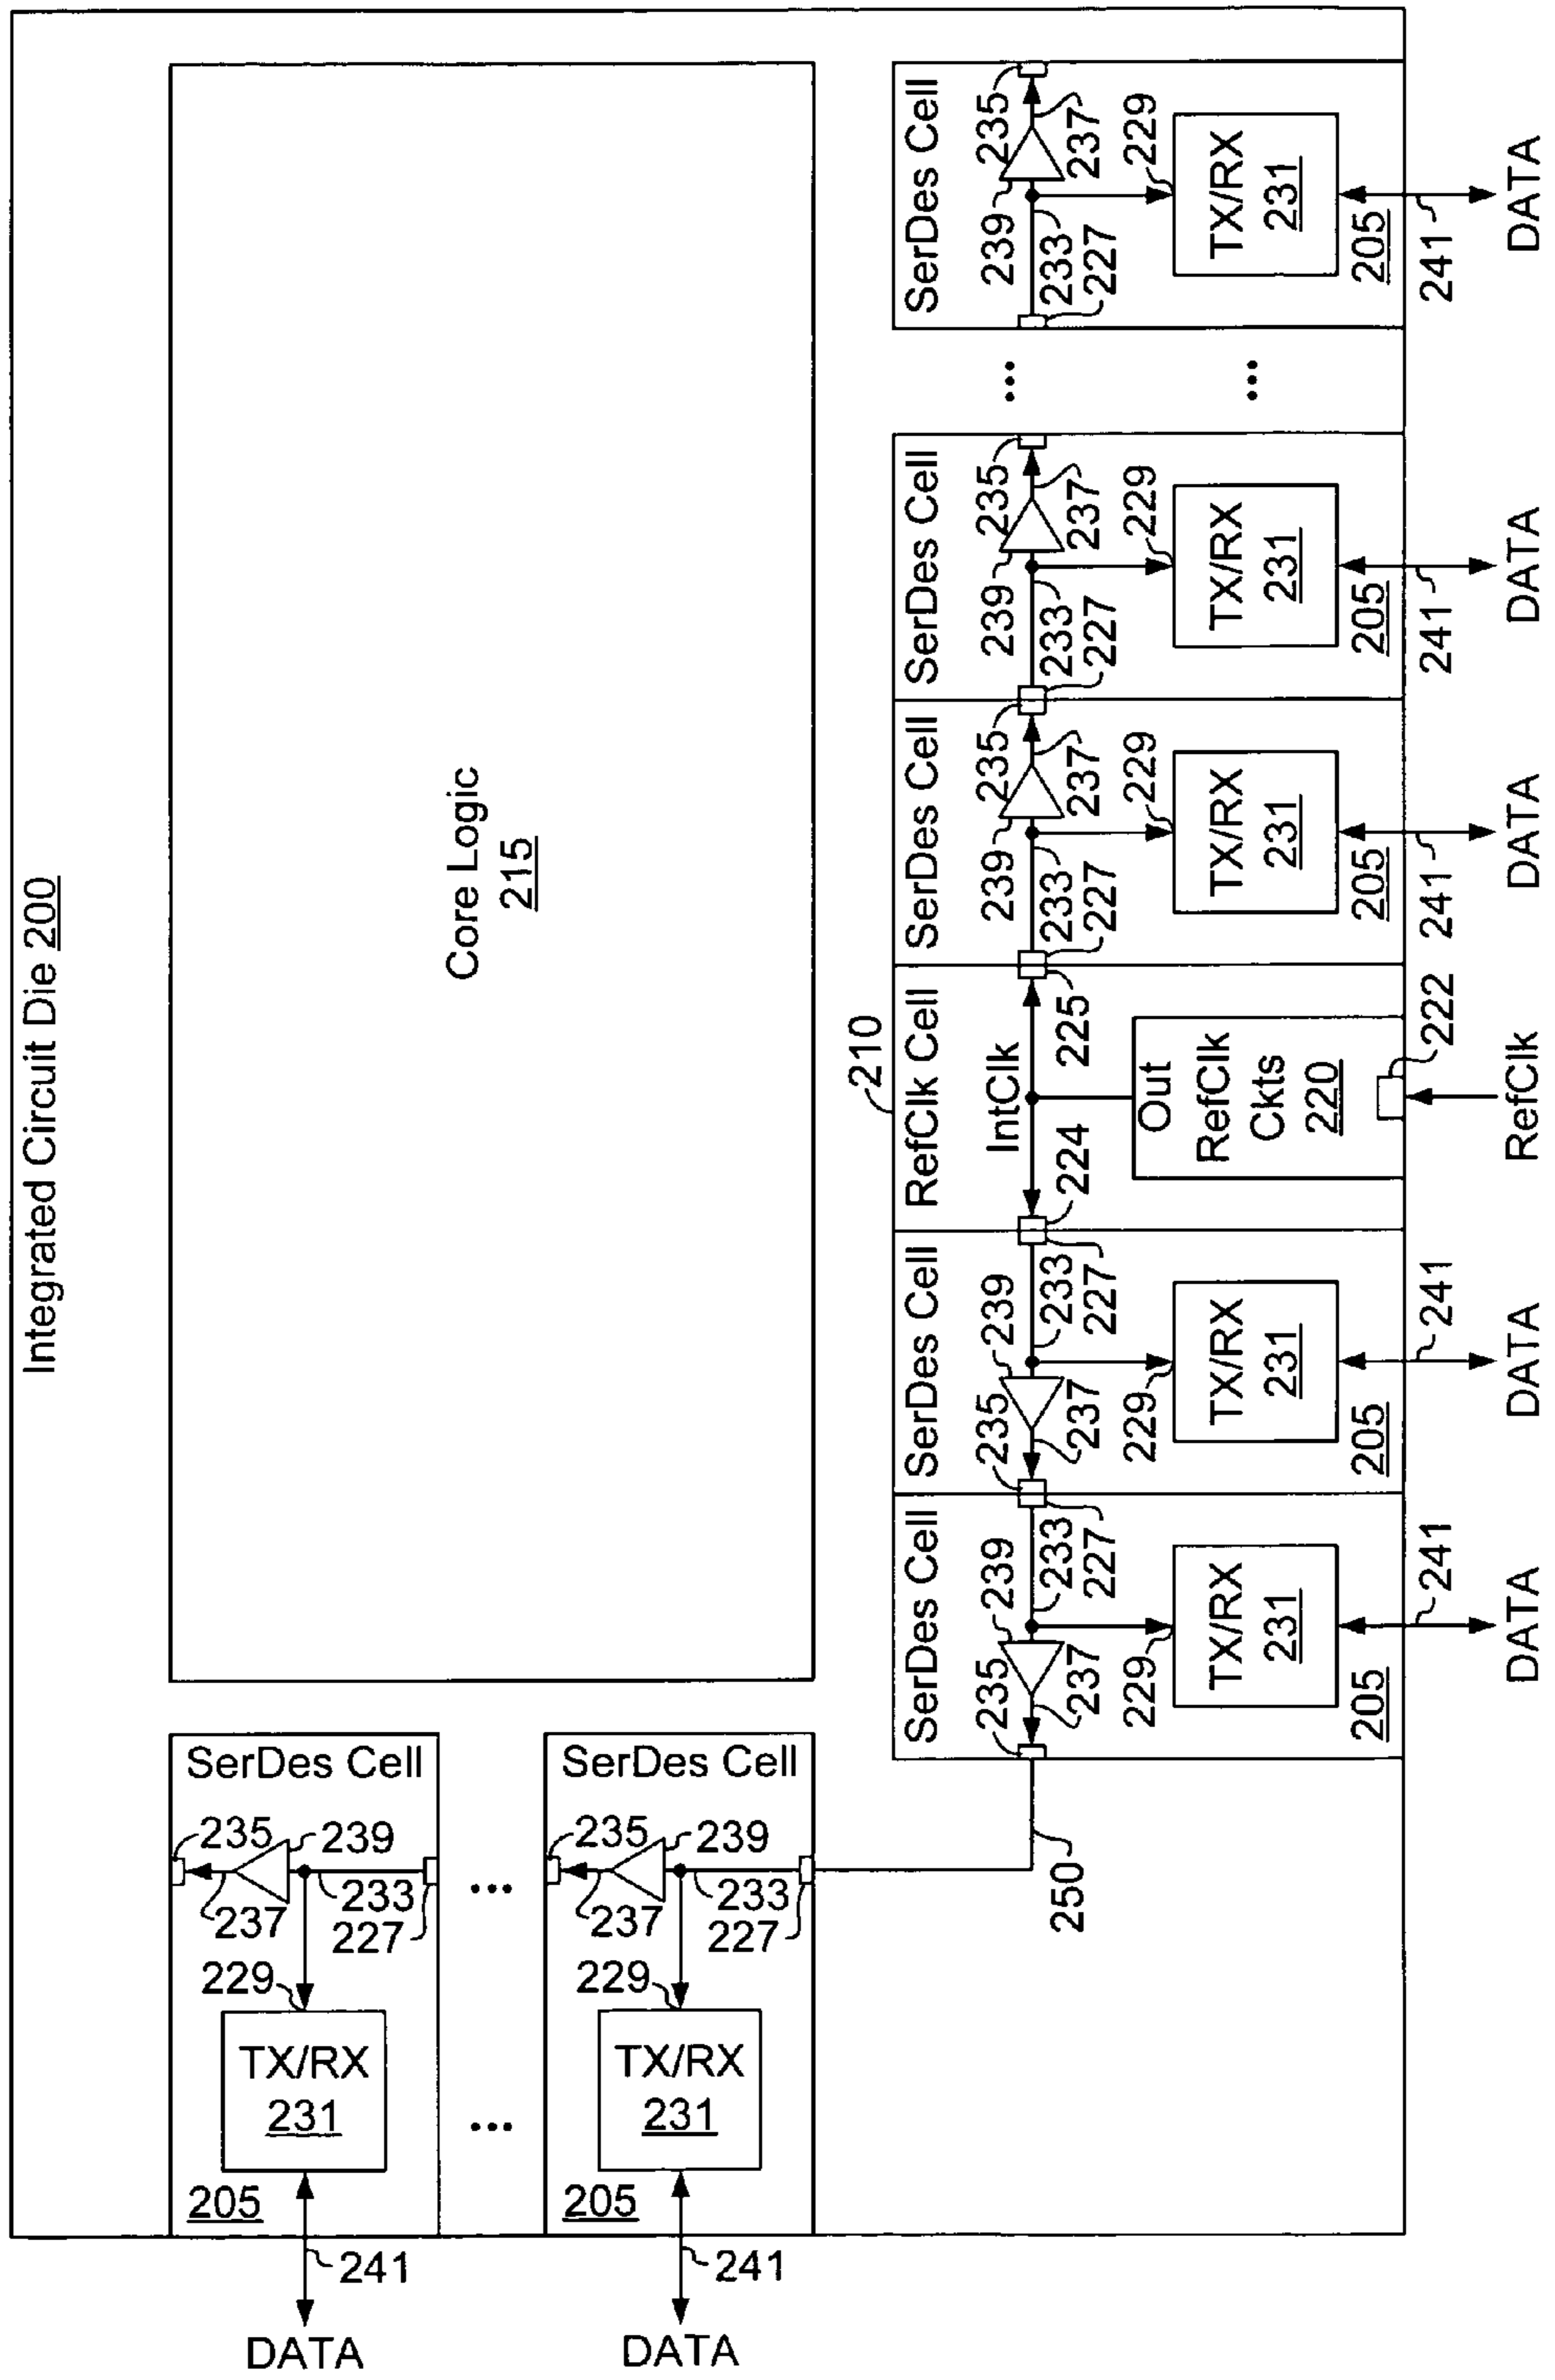 Integrated Circuit Die 200
Core Logic
215
SerDes Cell
235
239
237
233
227
229
TX/RX
231
205
241
DATA
...
...
SerDes Cell
235
239
237
233
227
229
TX/RX
231
205
241
DATA
250
SerDes Cell
235
239
237
233
227
229
TX/RX
231
205
241
DATA
SerDes Cell
235
239
237
233
227
229
TX/RX
231
205
241
DATA
210
RefClk Cell
IntClk
224
225
Out
RefClk
Ckts
220
222
RefClk
SerDes Cell
239
235
233
237
227
229
TX/RX
231
205
241
DATA
SerDes Cell
239
235
233
237
227
229
TX/RX
231
205
241
DATA
...
...
SerDes Cell
239
235
233
237
227
229
TX/RX
231
205
241
DATA